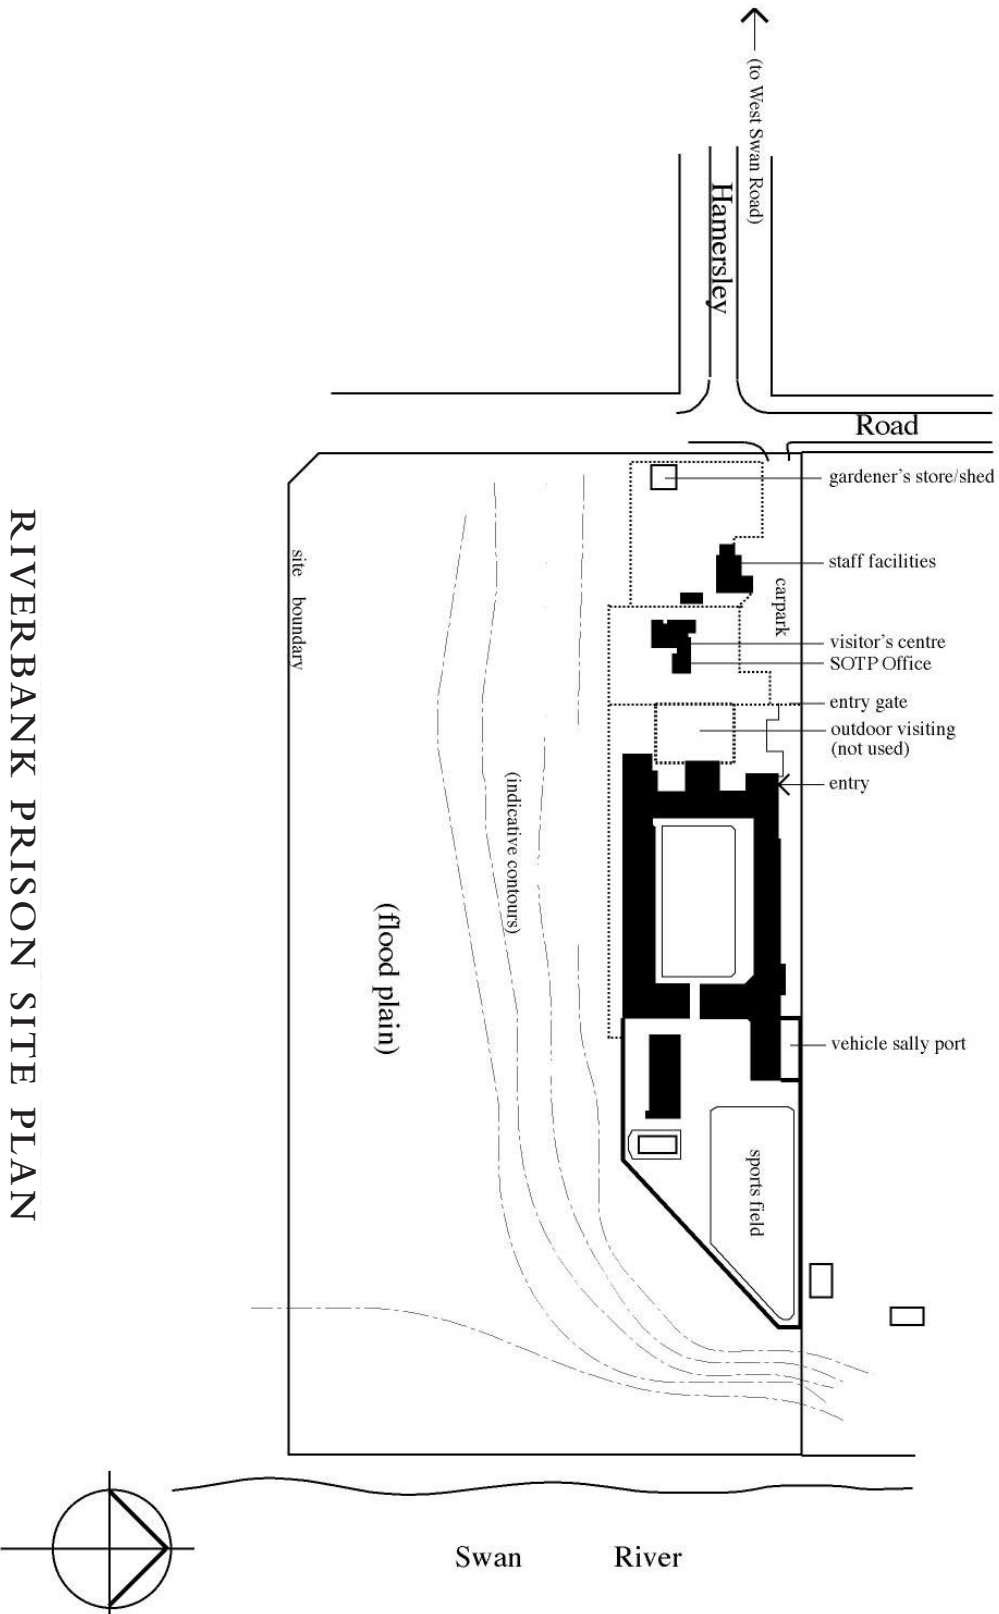 (to West Swan Road)
Hamersley
Road
gardener's store/shed
staff facilities
carpark
visitor's centre
SOTP Office
entry gate
outdoor visiting
(not used)
entry
site boundary
(indicative contours)
(flood plain)
vehicle sally port
sports field
Swan River
RIVERBANK PRISON SITE PLAN